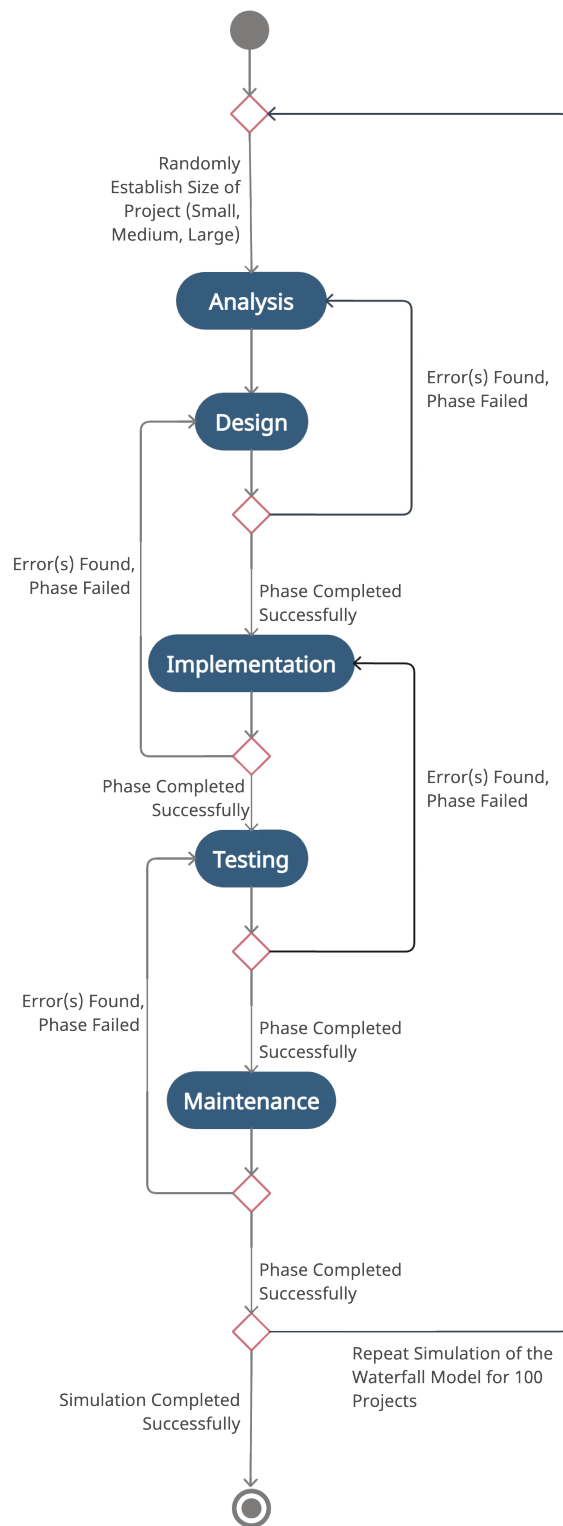 Randomly
Establish Size of
Project (Small,
Medium, Large)
Analysis
Error(s) Found,
Phase Failed
Design
Error(s) Found,
Phase Failed
Phase Completed
Successfully
Implementation
Error(s) Found,
Phase Failed
Phase Completed
Successfully
Testing
Error(s) Found,
Phase Failed
Phase Completed
Successfully
Maintenance
Phase Completed
Successfully
Repeat Simulation of the
Waterfall Model for 100
Projects
Simulation Completed
Successfully